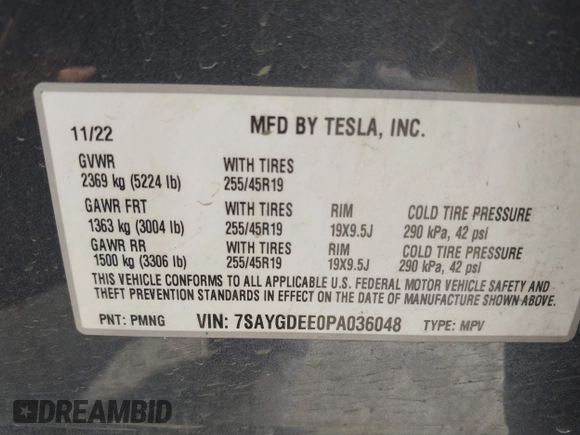 11/22 MFD BY TESLA, INC.
GVWR WITH TIRES
2369 kg (5224 lb) 255/45R19
GAWR FRT WITH TIRES RIM COLD TIRE PRESSURE
1363 kg (3004 lb) 255/45R19 19X9.5J 290 kPa, 42 psi
GAWR RR WITH TIRES RIM COLD TIRE PRESSURE
1500 kg (3306 lb) 255/45R19 19X9.5J 290 kPa, 42 psi
THIS VEHICLE CONFORMS TO ALL APPLICABLE U.S. FEDERAL MOTOR VEHICLE SAFETY AND
THEFT PREVENTION STANDARDS IN EFFECT ON THE DATE OF MANUFACTURE SHOWN ABOVE.
PNT: PMNG VIN: 7SAYGDEE0PA036048 TYPE: MPV
DREAMBID